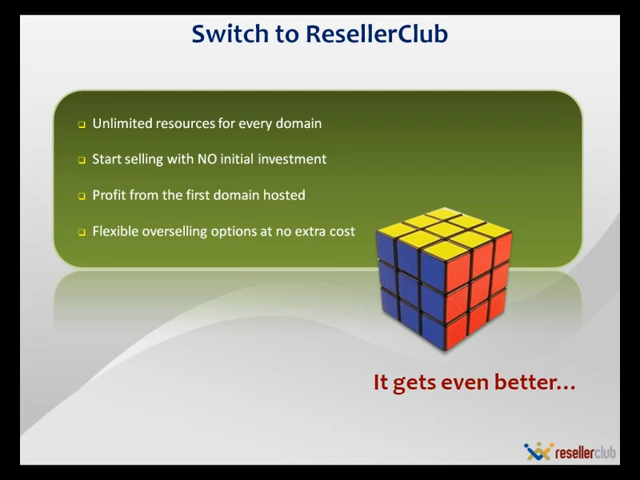 Switch to ResellerClub
Unlimited resources for every domain
Start selling with NO initial investment
Profit from the first domain hosted
Flexible overselling options at no extra cost
It gets even better...
resellerclub